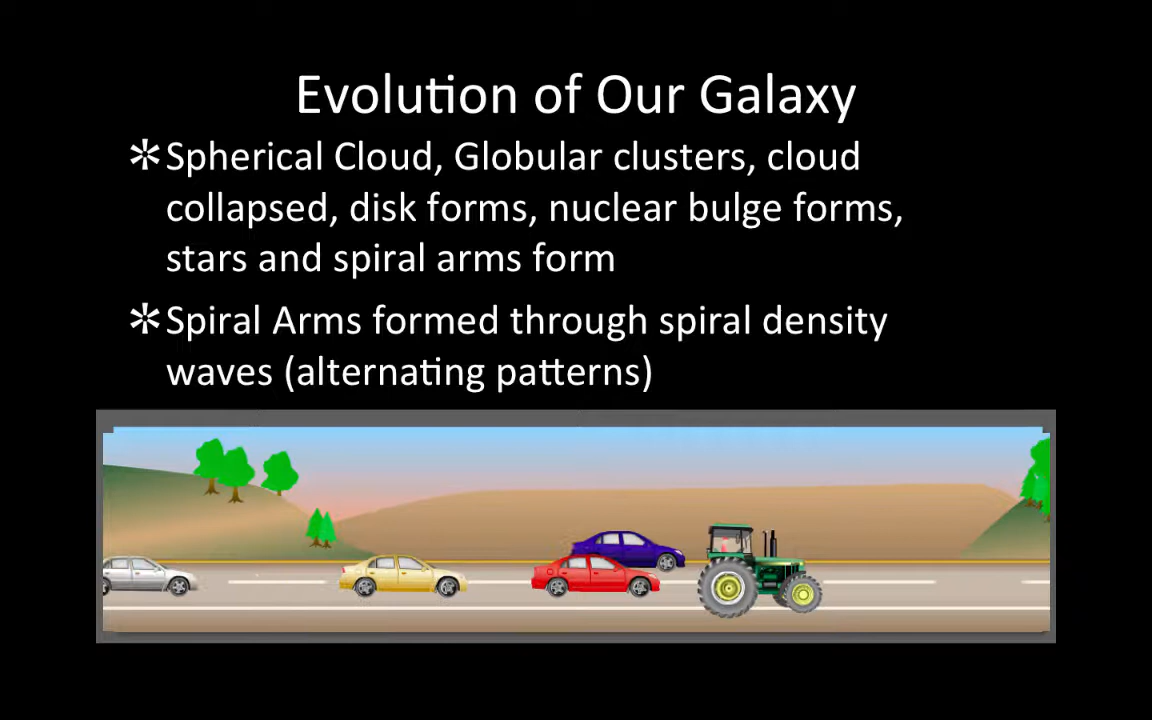 Evolution of Our Galaxy
✻Spherical Cloud, Globular clusters, cloud
collapsed, disk forms, nuclear bulge forms,
stars and spiral arms form
✻Spiral Arms formed through spiral density
waves (alternating patterns)